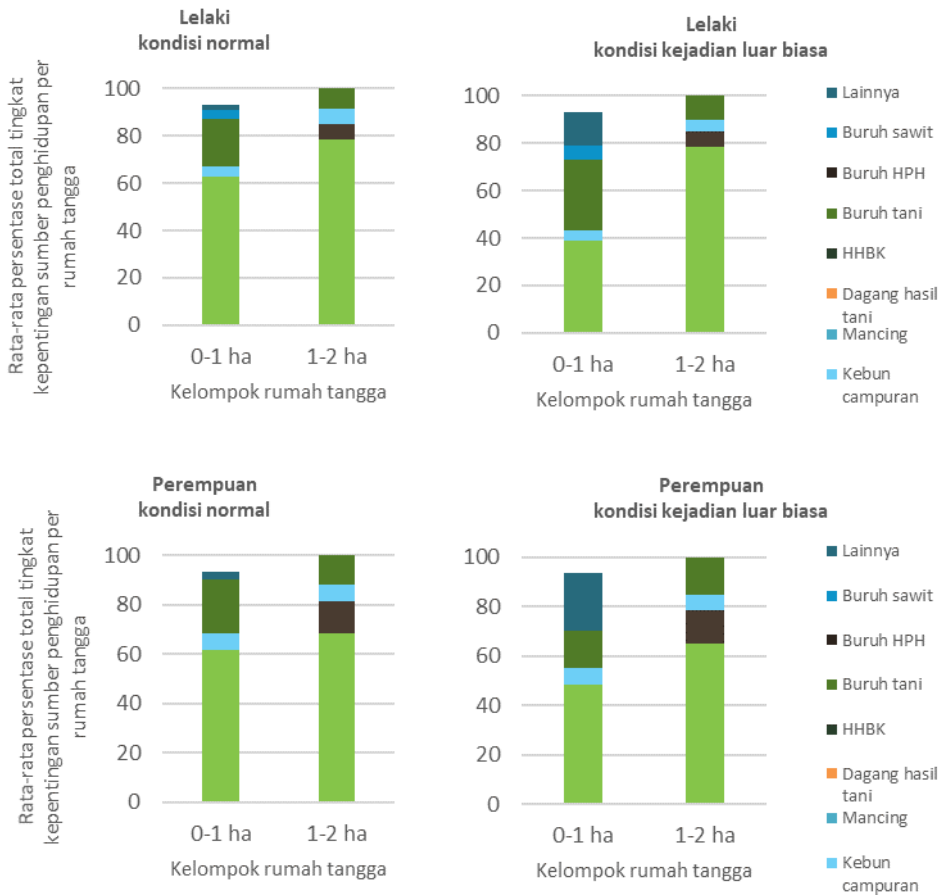 Lelaki
kondisi normal
Rata-rata persentase total tingkat
kepentingan sumber penghidupan per
rumah tangga
100
80
60
40
20
0
0-1 ha
1-2 ha
Kelompok rumah tangga
Lelaki
kondisi kejadian luar biasa
100
80
60
40
20
0
0-1 ha
1-2 ha
Kelompok rumah tangga
Lainnya
Buruh sawit
Buruh HPH
Buruh tani
HHBK
Dagang hasil
tani
Mancing
Kebun
campuran
Perempuan
kondisi normal
Rata-rata persentase total tingkat
kepentingan sumber penghidupan per
rumah tangga
100
80
60
40
20
0
0-1 ha
1-2 ha
Kelompok rumah tangga
Perempuan
kondisi kejadian luar biasa
100
80
60
40
20
0
0-1 ha
1-2 ha
Kelompok rumah tangga
Lainnya
Buruh sawit
Buruh HPH
Buruh tani
HHBK
Dagang hasil
tani
Mancing
Kebun
campuran